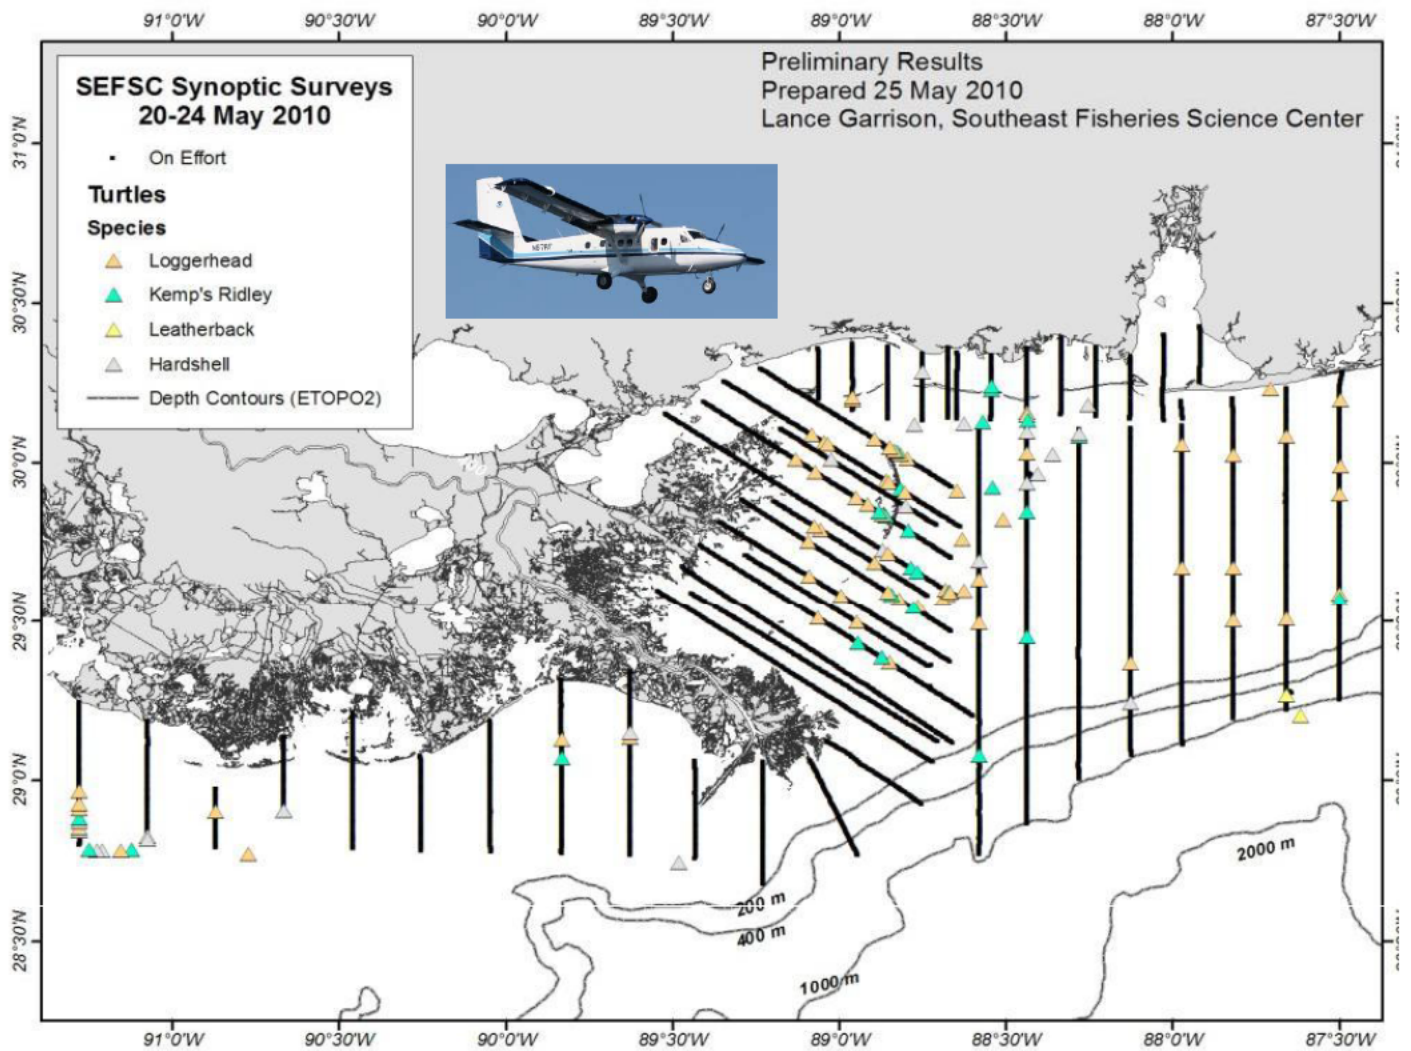 91°0'W 90°30'W 90°0'W 89°30'W 89°0'W 88°30'W 88°0'W 87°30'W
SEFSC Synoptic Surveys
20-24 May 2010
On Effort
Turtles
Species
Loggerhead
Kemp's Ridley
Leatherback
Hardshell
Depth Contours (ETOPO2)
Preliminary Results
Prepared 25 May 2010
Lance Garrison, Southeast Fisheries Science Center
31°0'N
30°30'N
30°0'N
29°30'N
29°0'N
28°30'N
200 m
400 m
1000 m
2000 m
91°0'W 90°30'W 90°0'W 89°30'W 89°0'W 88°30'W 88°0'W 87°30'W